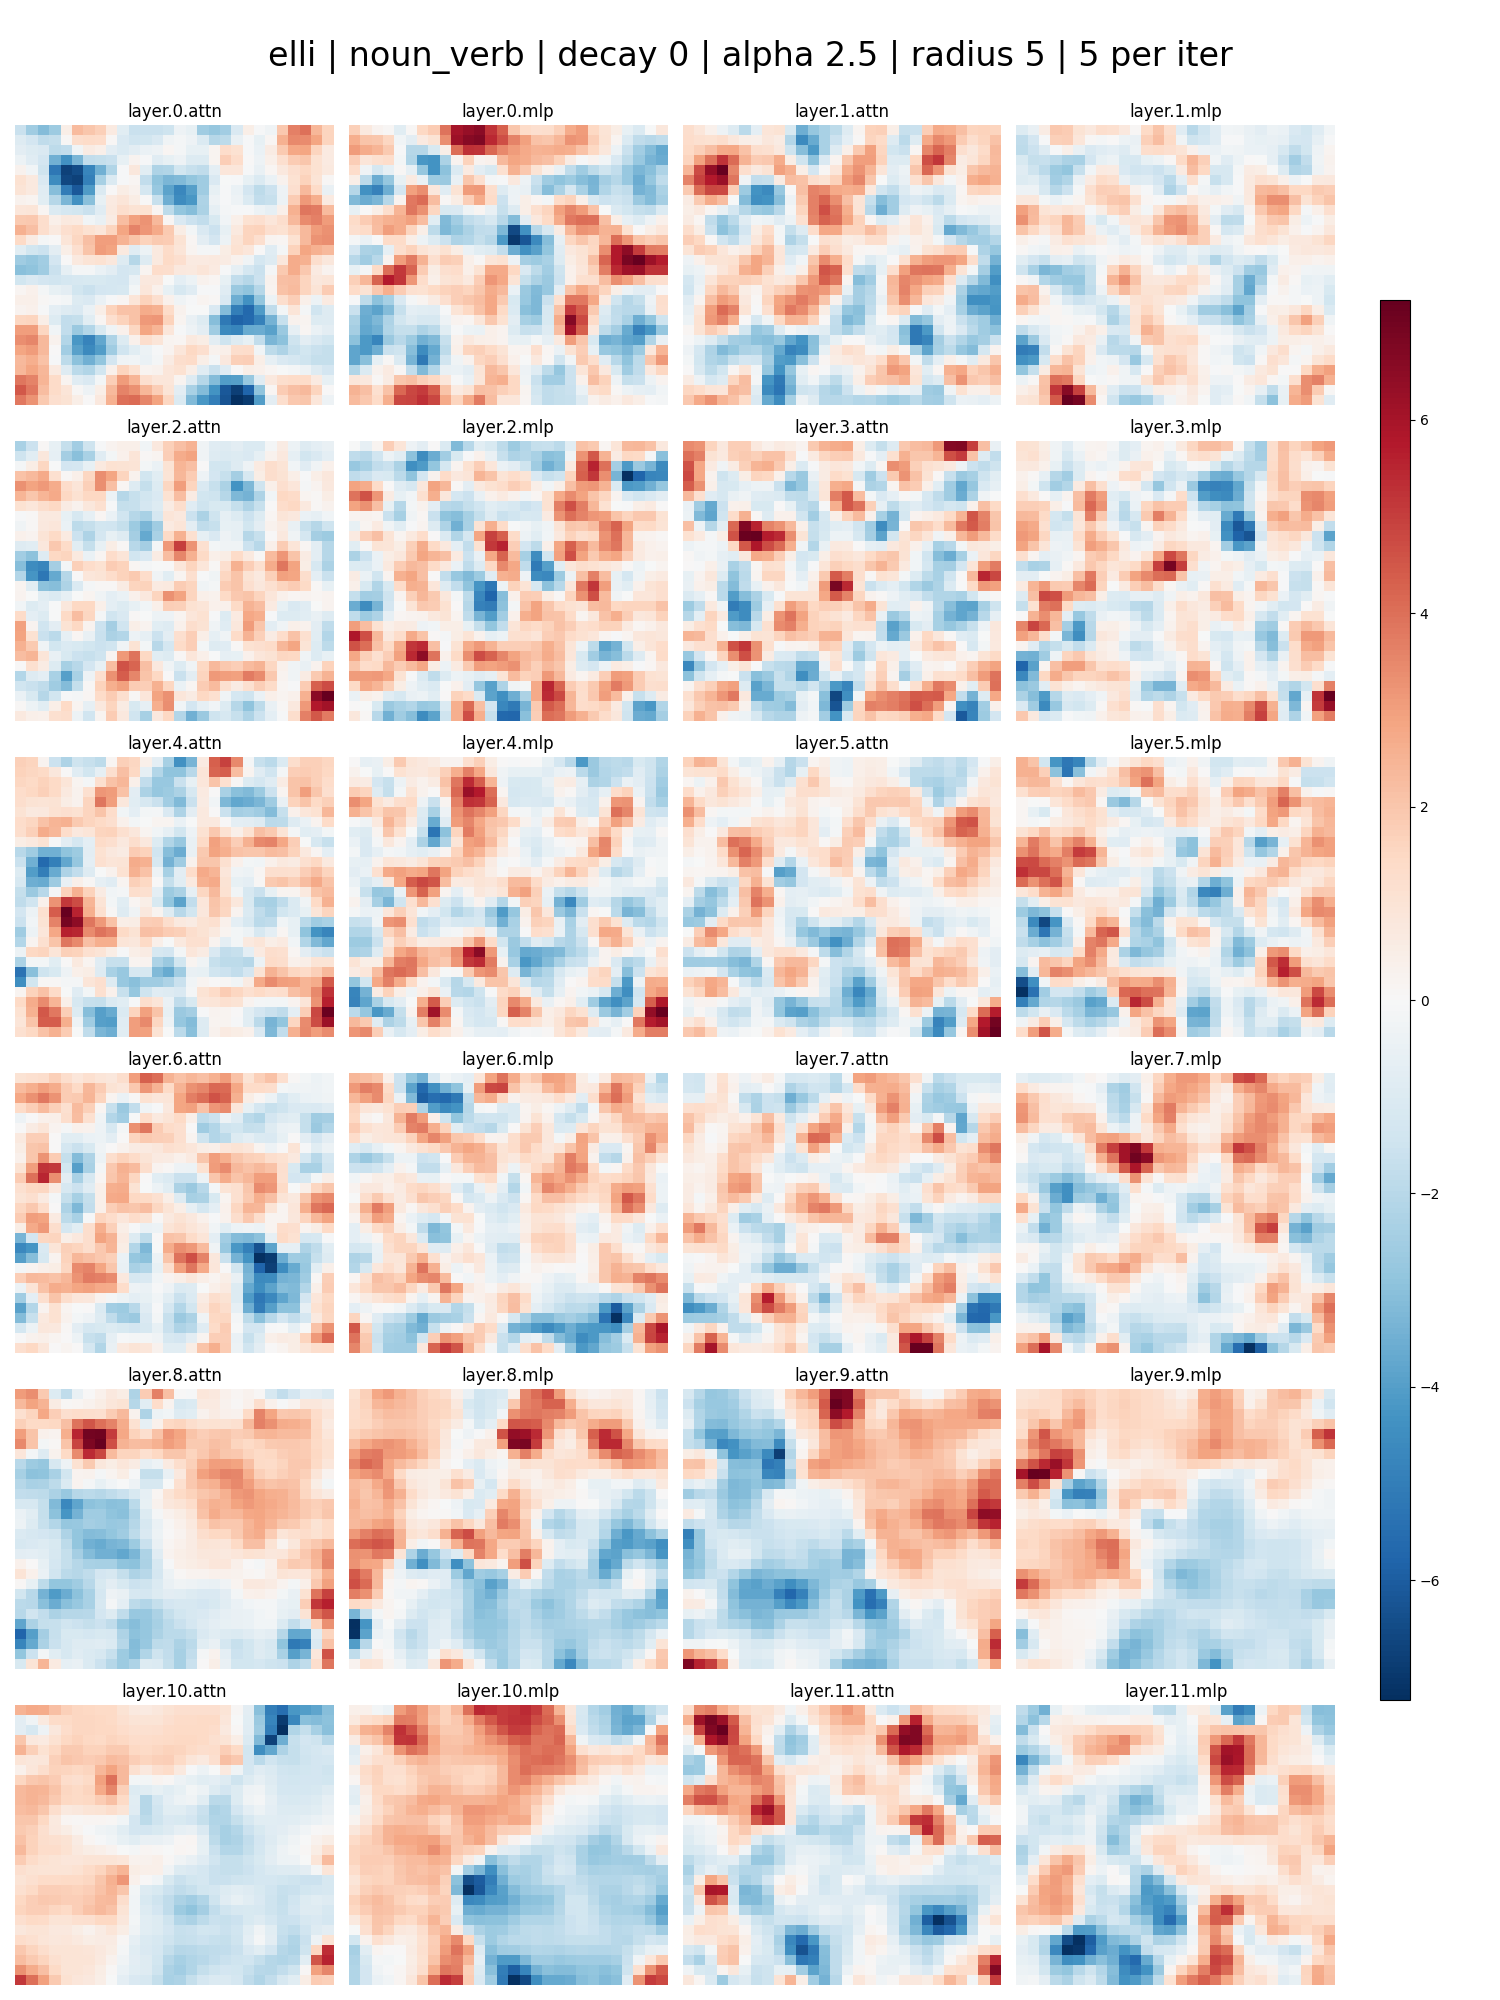 elli | noun_verb | decay 0 | alpha 2.5 | radius 5 | 5 per iter
layer.0.attn
layer.0.mlp
layer.1.attn
layer.1.mlp
layer.2.attn
layer.2.mlp
layer.3.attn
layer.3.mlp
layer.4.attn
layer.4.mlp
layer.5.attn
layer.5.mlp
layer.6.attn
layer.6.mlp
layer.7.attn
layer.7.mlp
layer.8.attn
layer.8.mlp
layer.9.attn
layer.9.mlp
layer.10.attn
layer.10.mlp
layer.11.attn
layer.11.mlp
6
4
2
0
−2
−4
−6